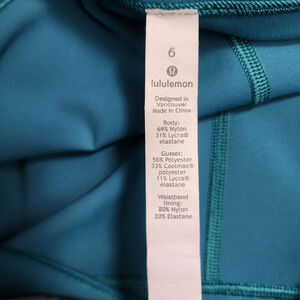 6
lululemon
Designed in
Vancouver
Made in China
Body:
69% Nylon
31% Lycra®
elastane
Gusset:
56% Polyester
33% Coolmax®
polyester
11% Lycra®
elastane
Waistband
lining:
80% Nylon
20% Elastane